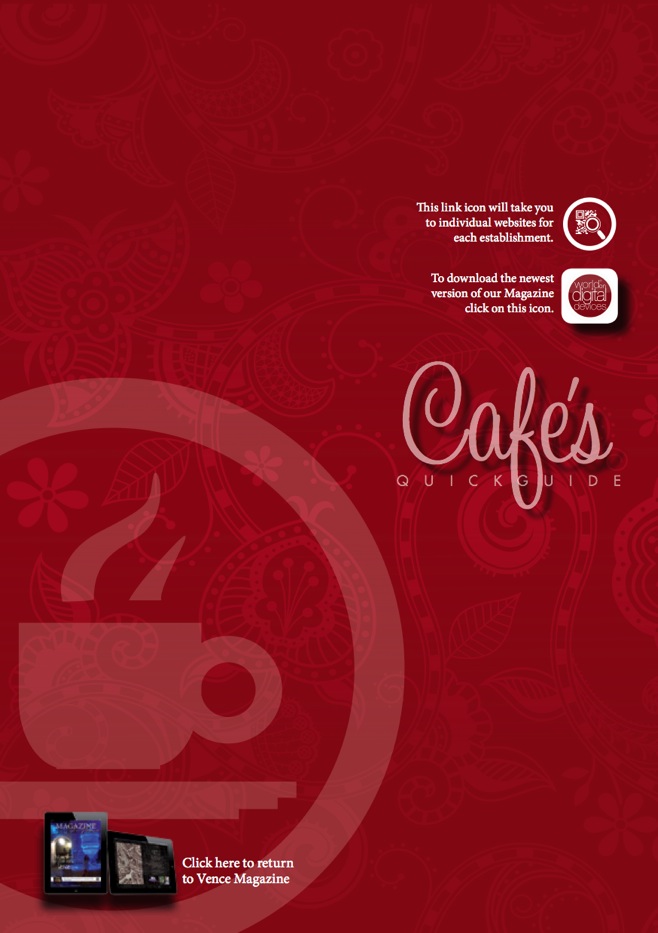 This link icon will take you
to individual websites for
each establishment.
To download the newest
version of our Magazine
click on this icon.
world of
digital
devices
Cafés
QUICKGUIDE
MAGAZINE
Click here to return
to Vence Magazine